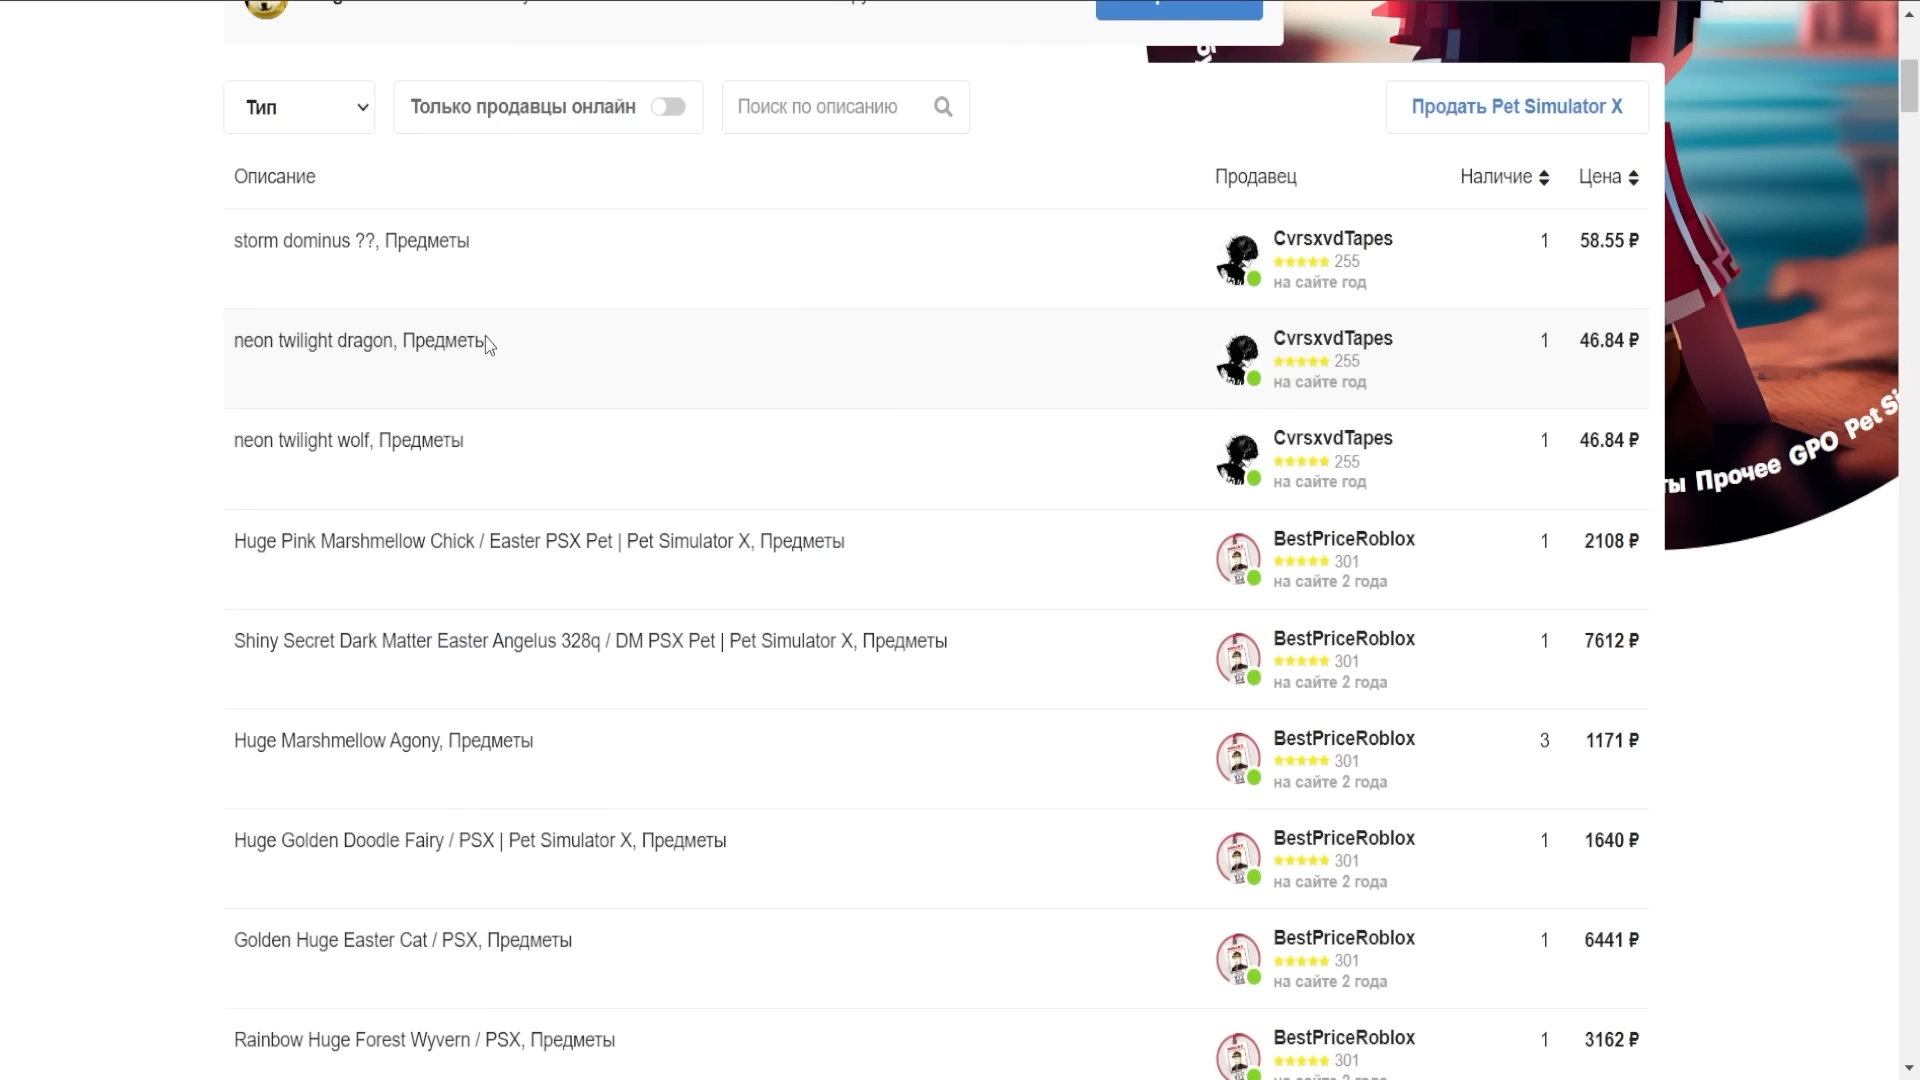 Тип
Только продавцы онлайн
Поиск по описанию
Продать Pet Simulator X
Описание Продавец Наличие Цена
storm dominus ??, Предметы
CvrsxvdTapes
255
на сайте год
1 58.55 ₽
neon twilight dragon, Предметы
CvrsxvdTapes
255
на сайте год
1 46.84 ₽
neon twilight wolf, Предметы
CvrsxvdTapes
255
на сайте год
1 46.84 ₽
Huge Pink Marshmellow Chick / Easter PSX Pet | Pet Simulator X, Предметы
BestPriceRoblox
301
на сайте 2 года
1 2108 ₽
Shiny Secret Dark Matter Easter Angelus 328q / DM PSX Pet | Pet Simulator X, Предметы
BestPriceRoblox
301
на сайте 2 года
1 7612 ₽
Huge Marshmellow Agony, Предметы
BestPriceRoblox
301
на сайте 2 года
3 1171 ₽
Huge Golden Doodle Fairy / PSX | Pet Simulator X, Предметы
BestPriceRoblox
301
на сайте 2 года
1 1640 ₽
Golden Huge Easter Cat / PSX, Предметы
BestPriceRoblox
301
на сайте 2 года
1 6441 ₽
Rainbow Huge Forest Wyvern / PSX, Предметы
BestPriceRoblox
301
1 3162 ₽
ты Прочее GPO Pet Si